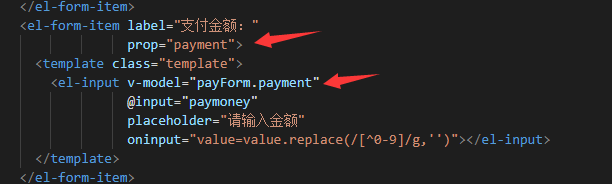 </el-form-item>
<el-form-item label="支付金额："
prop="payment">
<template class="template">
<el-input v-model="payForm.payment"
@input="paymoney"
placeholder="请输入金额"
oninput="value=value.replace(/[^0-9]/g,'')"></el-input>
</template>
</el-form-item>